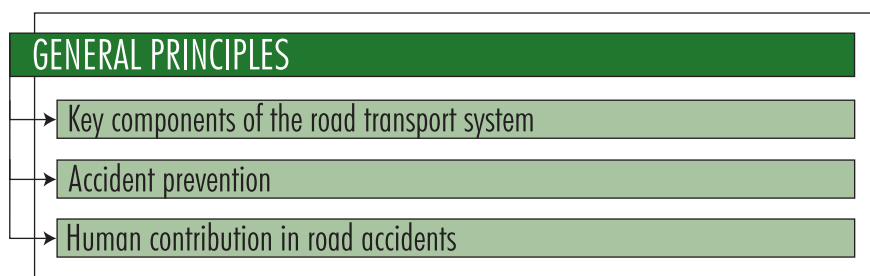 GENERAL PRINCIPLES
Key components of the road transport system
Accident prevention
Human contribution in road accidents